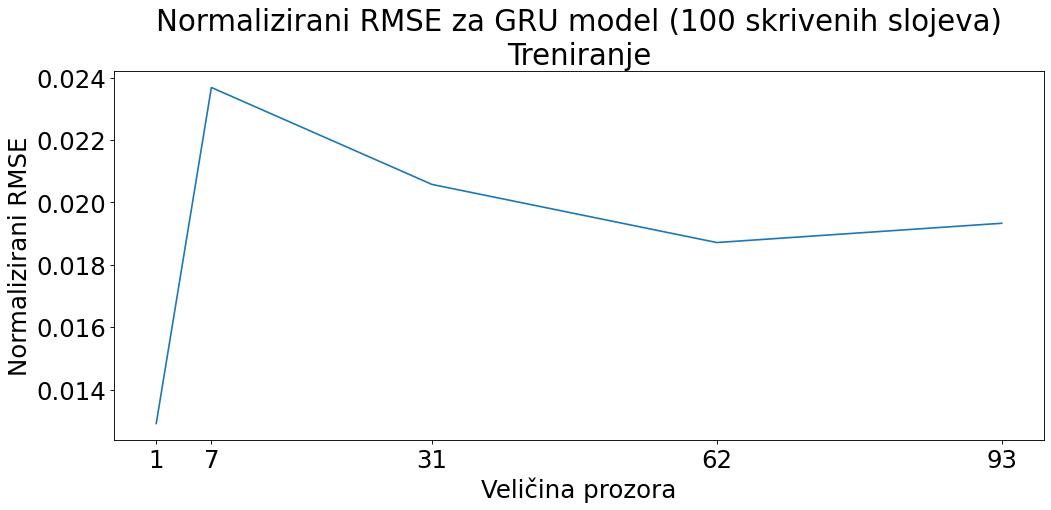 Normalizirani RMSE za GRU model (100 skrivenih slojeva)
Treniranje
Normalizirani RMSE
0.024
0.022
0.020
0.018
0.016
0.014
1 7 31 62 93
Veličina prozora